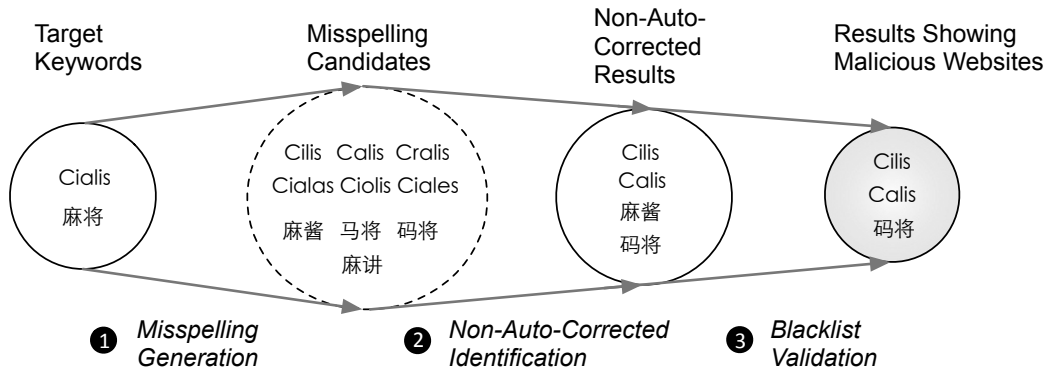 Target
Keywords
Misspelling
Candidates
Non-Auto-
Corrected
Results
Results Showing
Malicious Websites
Cialis
麻将
Cilis Calis Cralis
Cialas Ciolis Ciales
麻酱 马将 码将
麻讲
Cilis
Calis
麻酱
码将
Cilis
Calis
码将
1 Misspelling
Generation
2 Non-Auto-Corrected
Identification
3 Blacklist
Validation